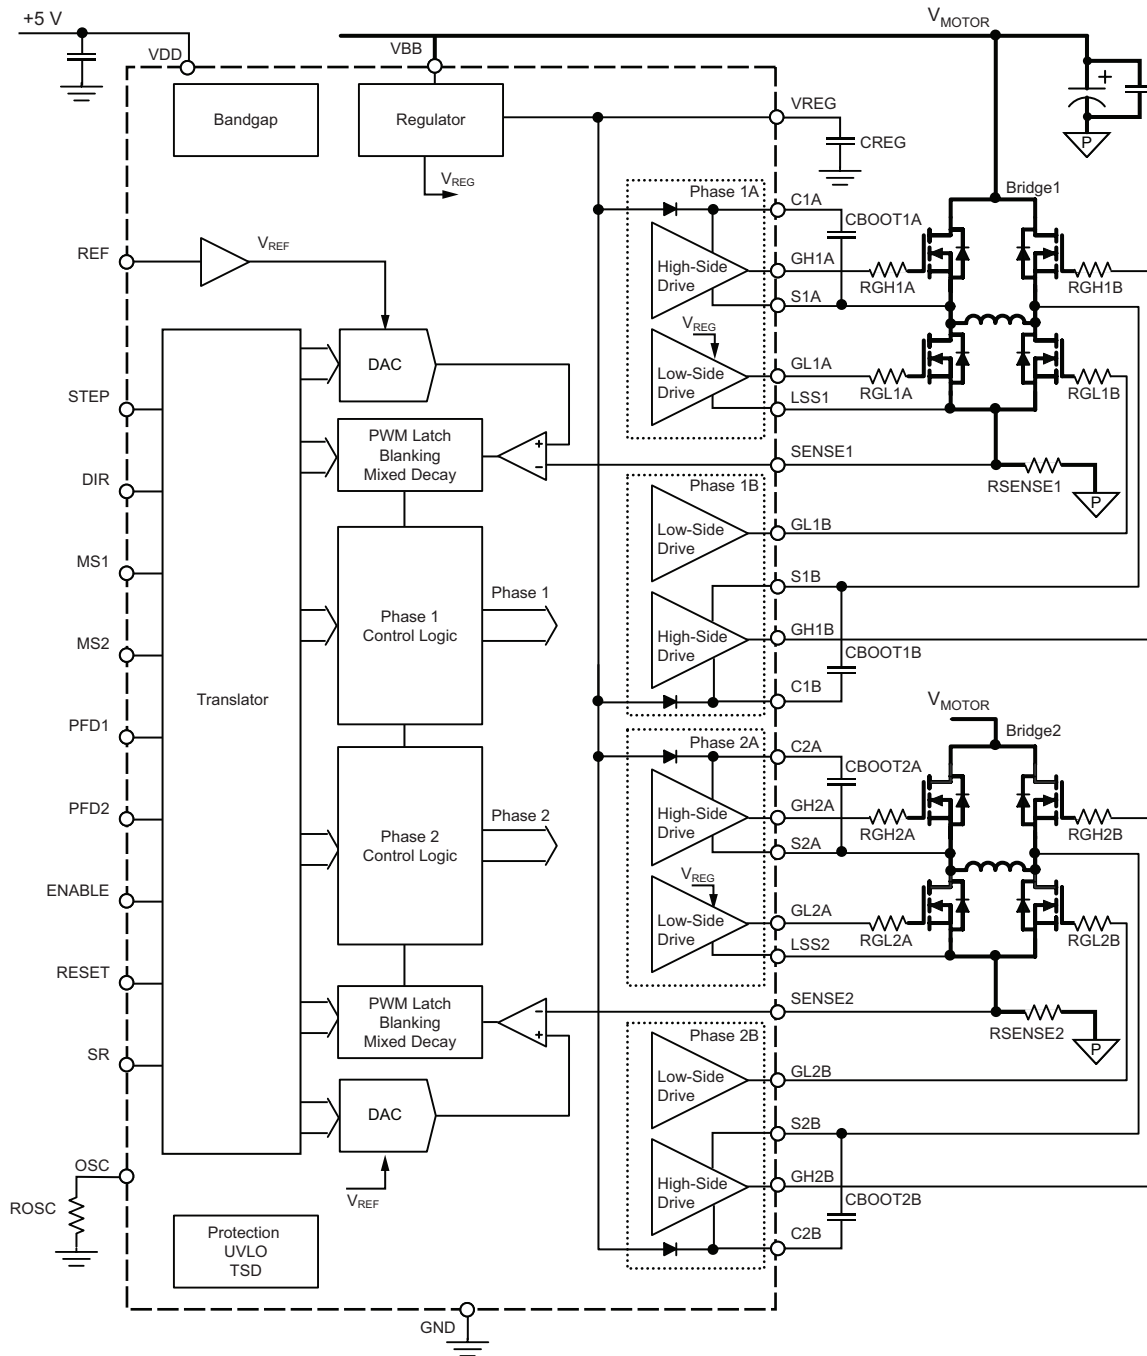 +5 V
VDD
VBB
VMOTOR
+
P
Bandgap
Regulator
VREG
VREG
CREG
REF
VREF
Phase 1A
High-Side
Drive
VREG
Low-Side
Drive
C1A
CBOOT1A
GH1A
S1A
GL1A
LSS1
SENSE1
Bridge1
RGH1A
RGH1B
RGL1A
RGL1B
RSENSE1
P
DAC
STEP
DIR
MS1
MS2
PFD1
PFD2
ENABLE
RESET
SR
OSC
ROSC
Translator
PWM Latch
Blanking
Mixed Decay
+
–
Phase 1
Control Logic
Phase 1
Phase 2
Control Logic
Phase 2
PWM Latch
Blanking
Mixed Decay
–
+
DAC
VREF
Phase 1B
Low-Side
Drive
High-Side
Drive
GL1B
S1B
GH1B
CBOOT1B
C1B
VMOTOR
Bridge2
Phase 2A
High-Side
Drive
VREG
Low-Side
Drive
C2A
CBOOT2A
GH2A
S2A
GL2A
LSS2
SENSE2
RGH2A
RGH2B
RGL2A
RGL2B
RSENSE2
P
Phase 2B
Low-Side
Drive
High-Side
Drive
GL2B
S2B
GH2B
CBOOT2B
C2B
Protection
UVLO
TSD
GND